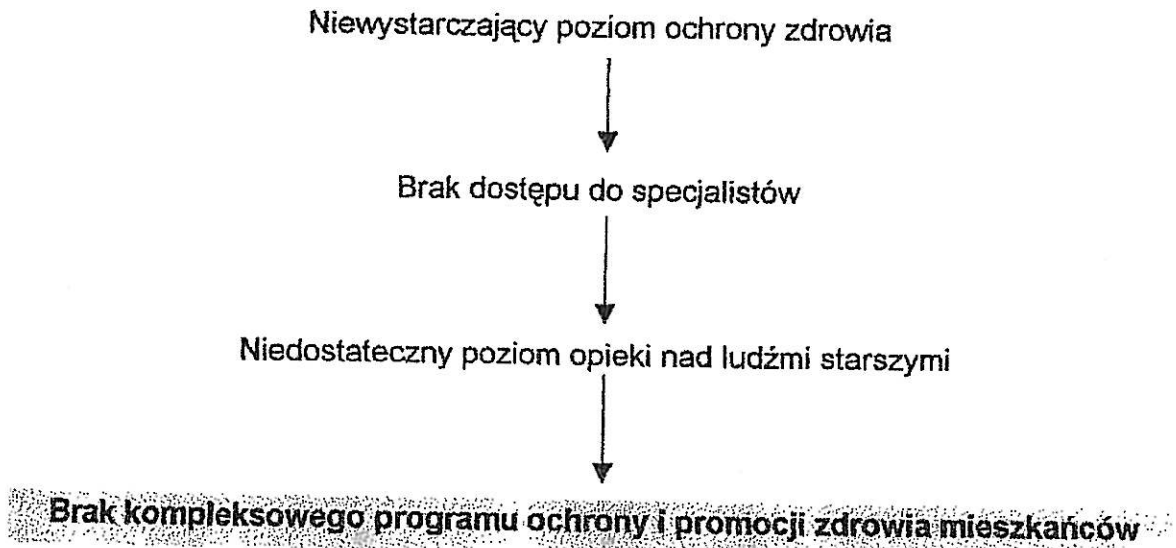 Niewystarczający poziom ochrony zdrowia
Brak dostępu do specjalistów
Niedostateczny poziom opieki nad ludźmi starszymi
Brak kompleksowego programu ochrony i promocji zdrowia mieszkańców